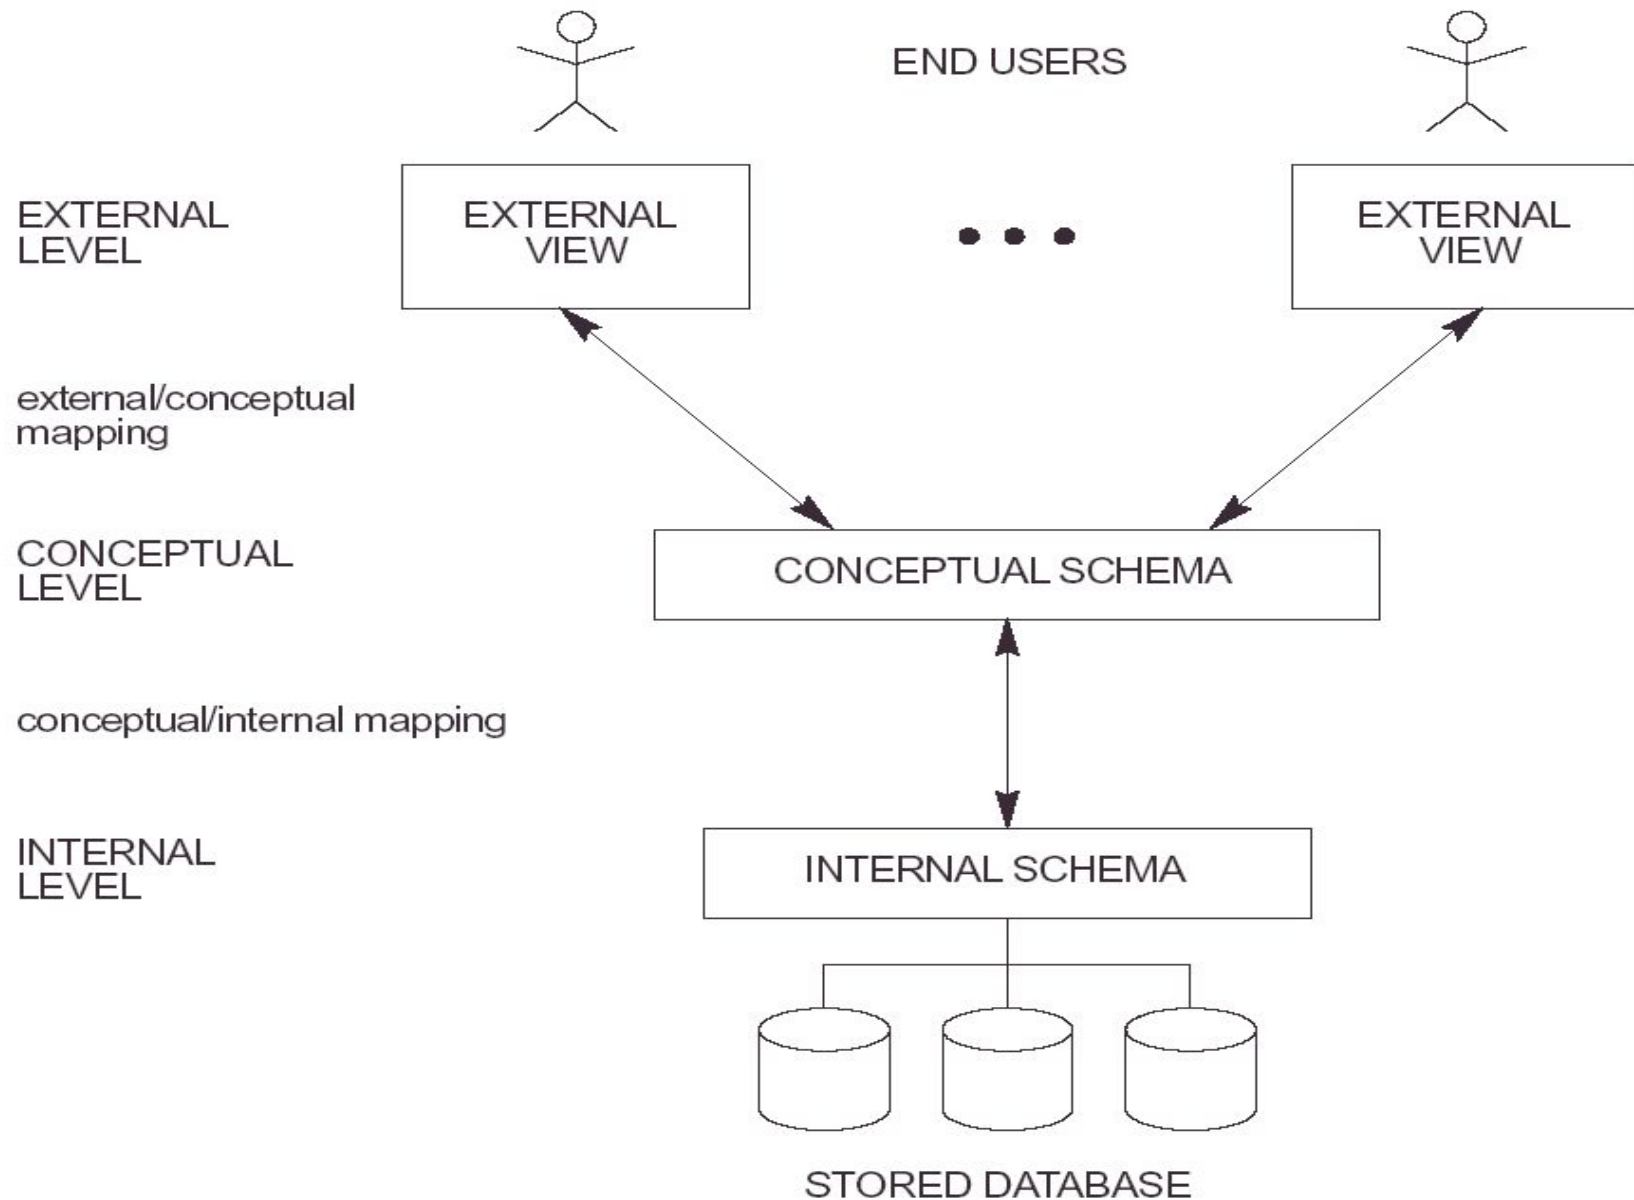 END USERS
EXTERNAL
LEVEL
EXTERNAL
VIEW
EXTERNAL
VIEW
external/conceptual
mapping
CONCEPTUAL
LEVEL
CONCEPTUAL SCHEMA
conceptual/internal mapping
INTERNAL
LEVEL
INTERNAL SCHEMA
STORED DATABASE